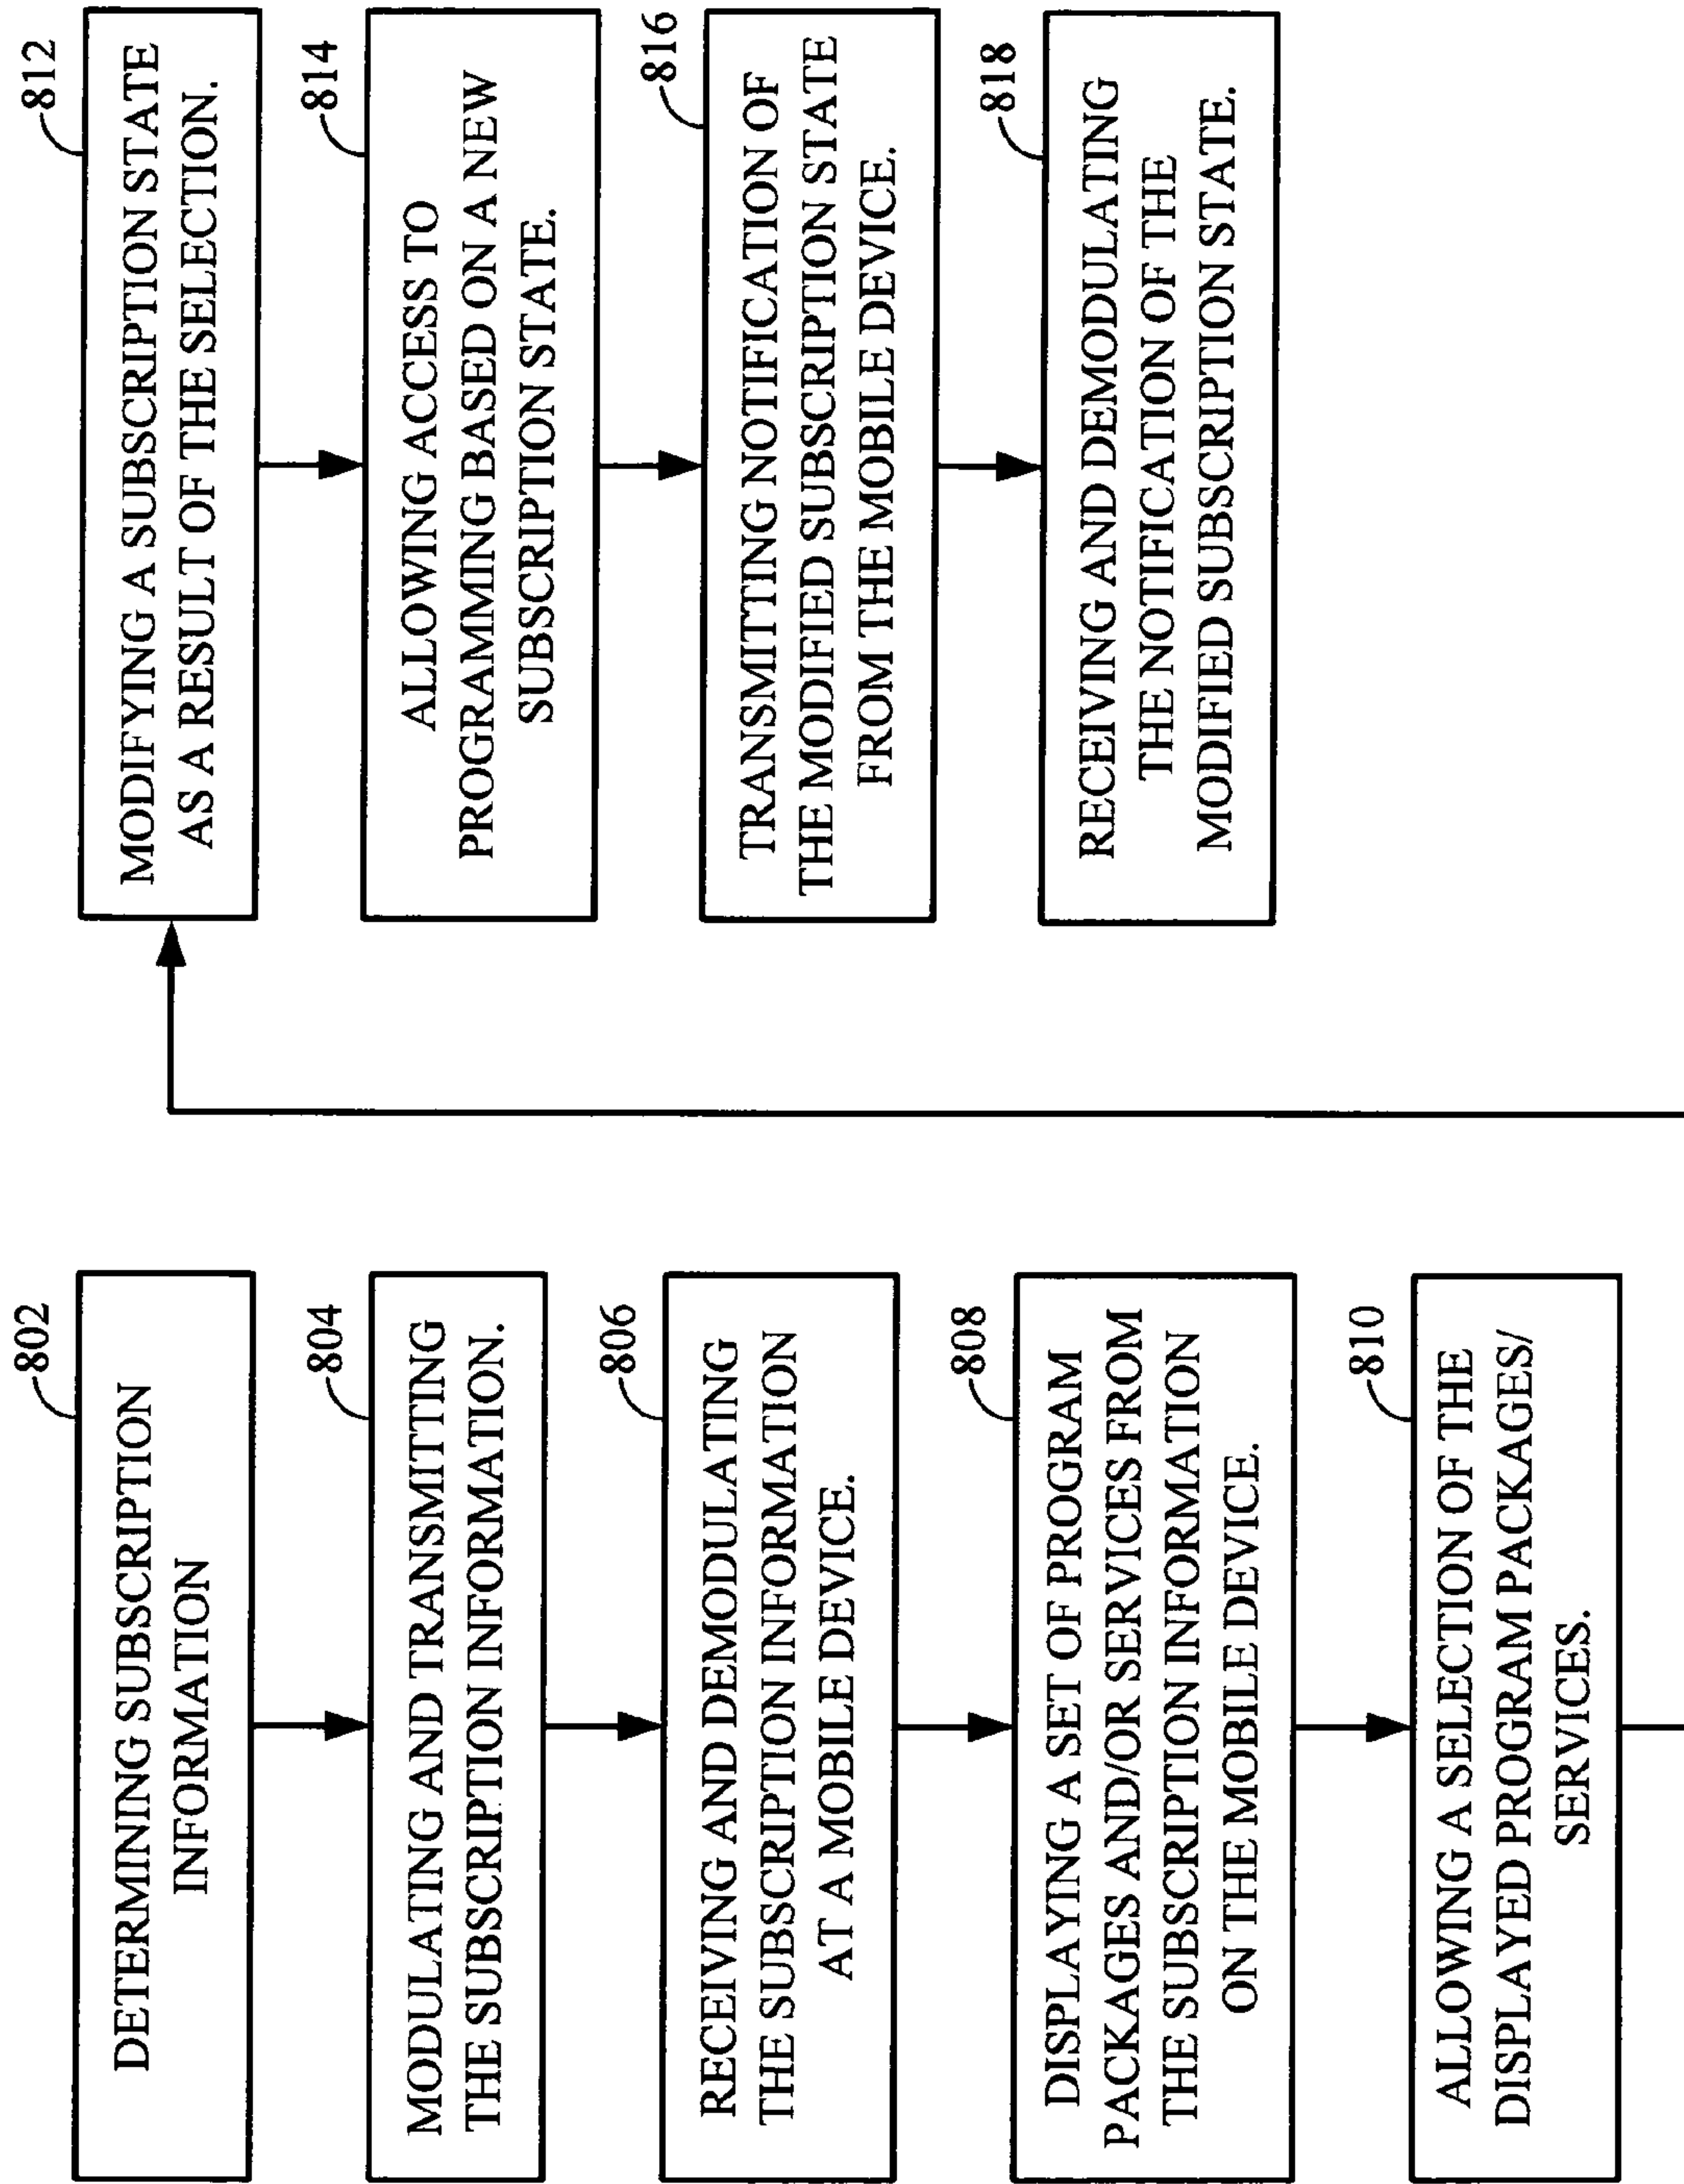 802
DETERMINING SUBSCRIPTION
INFORMATION
804
MODULATING AND TRANSMITTING
THE SUBSCRIPTION INFORMATION.
806
RECEIVING AND DEMODULATING
THE SUBSCRIPTION INFORMATION
AT A MOBILE DEVICE.
808
DISPLAYING A SET OF PROGRAM
PACKAGES AND/OR SERVICES FROM
THE SUBSCRIPTION INFORMATION
ON THE MOBILE DEVICE.
810
ALLOWING A SELECTION OF THE
DISPLAYED PROGRAM PACKAGES/
SERVICES.
812
MODIFYING A SUBSCRIPTION STATE
AS A RESULT OF THE SELECTION.
814
ALLOWING ACCESS TO
PROGRAMMING BASED ON A NEW
SUBSCRIPTION STATE.
816
TRANSMITTING NOTIFICATION OF
THE MODIFIED SUBSCRIPTION STATE
FROM THE MOBILE DEVICE.
818
RECEIVING AND DEMODULATING
THE NOTIFICATION OF THE
MODIFIED SUBSCRIPTION STATE.